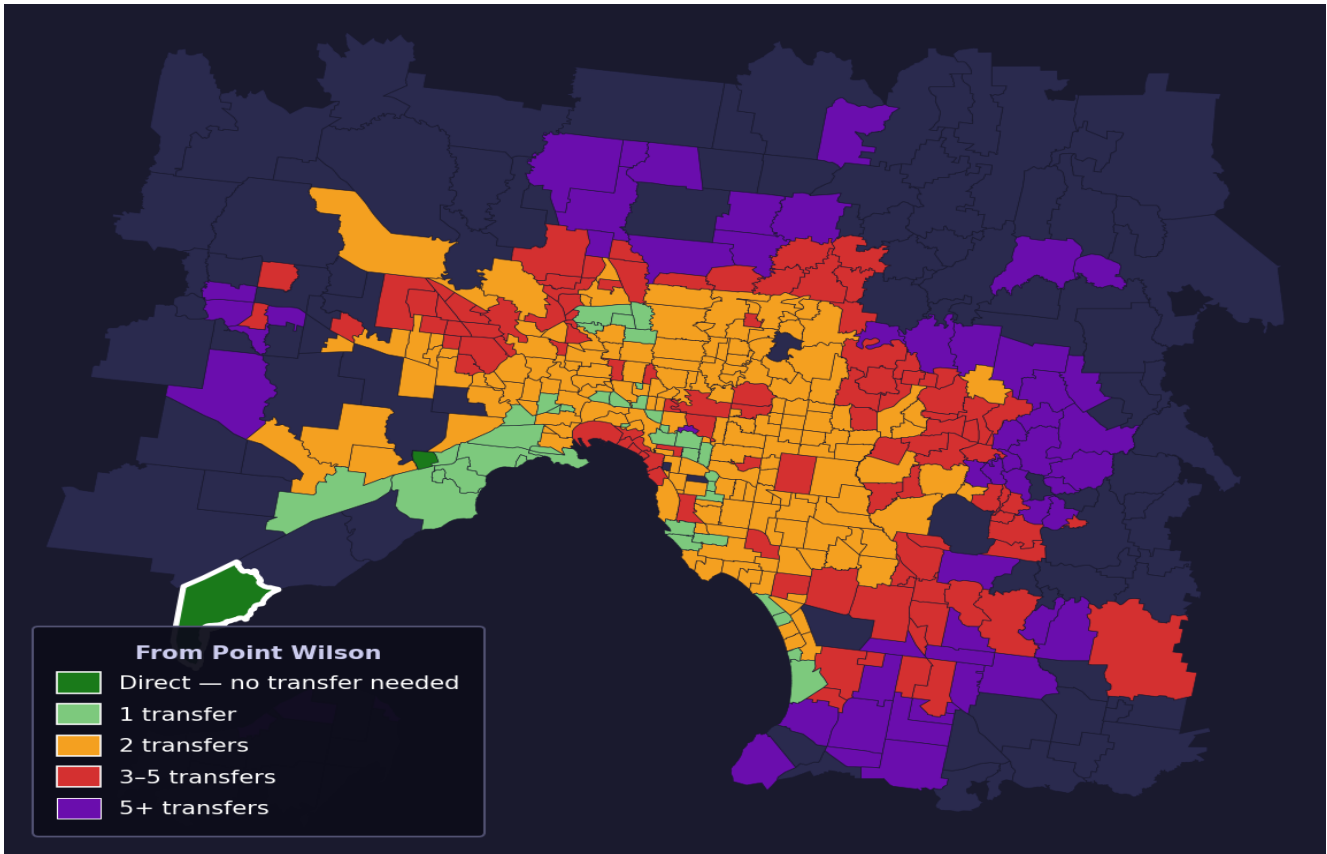 From Point Wilson
Direct — no transfer needed
1 transfer
2 transfers
3–5 transfers
5+ transfers